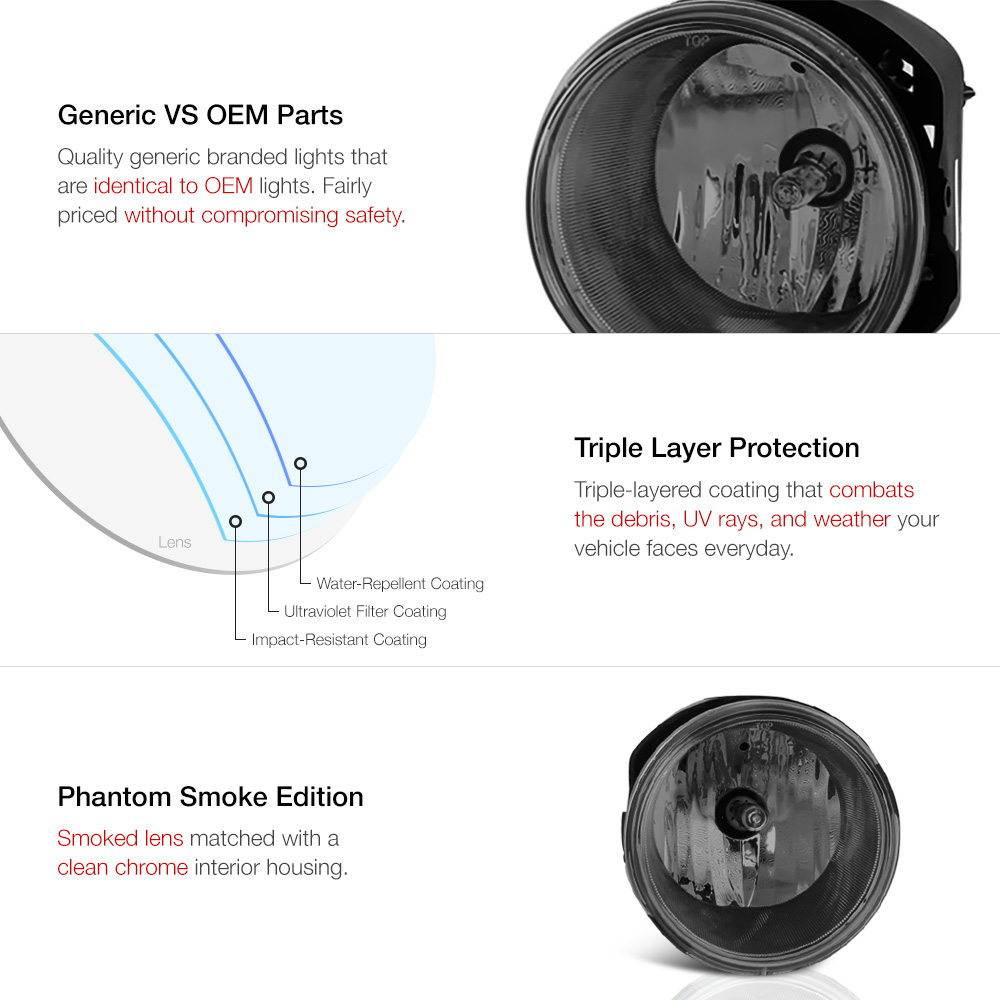 Generic VS OEM Parts
Quality generic branded lights that
are identical to OEM lights. Fairly
priced without compromising safety.
TOP
Triple Layer Protection
Triple-layered coating that combats
the debris, UV rays, and weather your
vehicle faces everyday.
Lens
Water-Repellent Coating
Ultraviolet Filter Coating
Impact-Resistant Coating
Phantom Smoke Edition
Smoked lens matched with a
clean chrome interior housing.
TOP